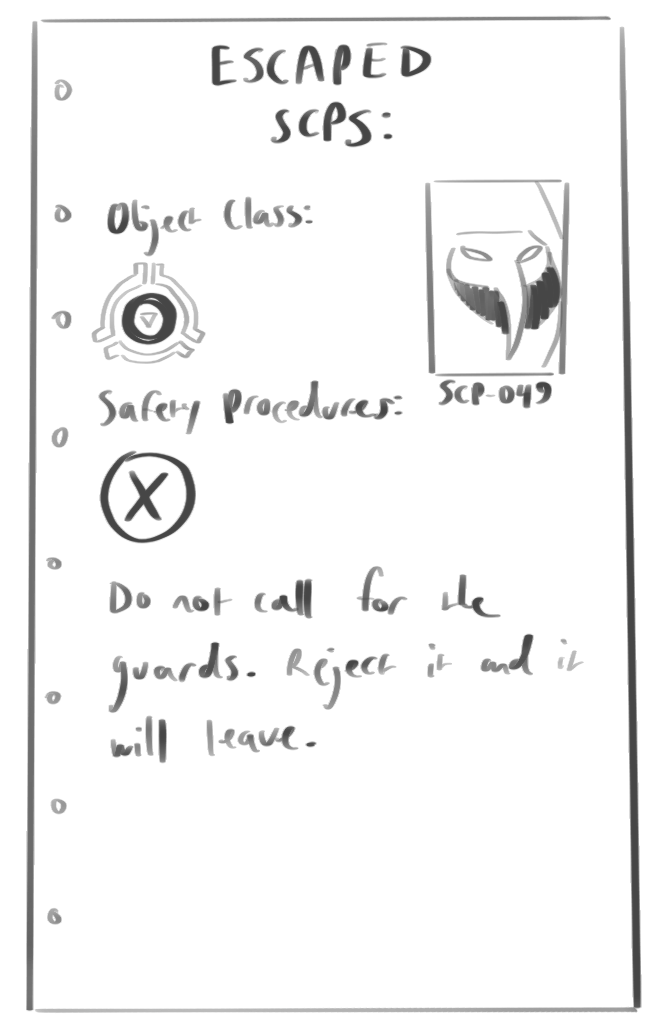 ESCAPED
SCPS:
Object Class:
SCP-049
Safety Procedures:
X
Do not call for the
guards. Reject it and it
will leave.